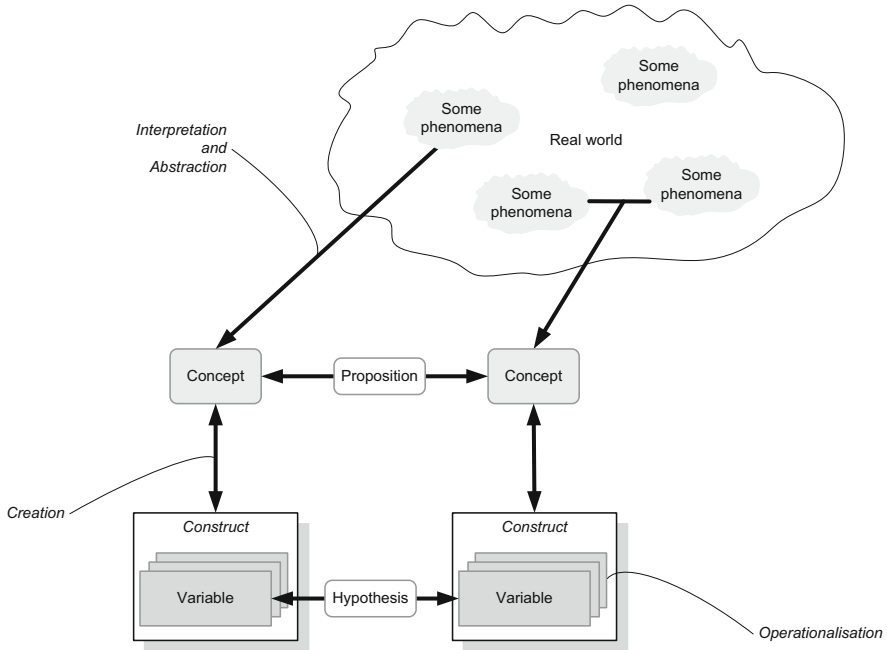 Some
phenomena
Some
phenomena
Interpretation
and
Abstraction
Real world
Some
phenomena
Some
phenomena
Concept
Proposition
Concept
Creation
Construct
Construct
Variable
Hypothesis
Variable
Operationalisation